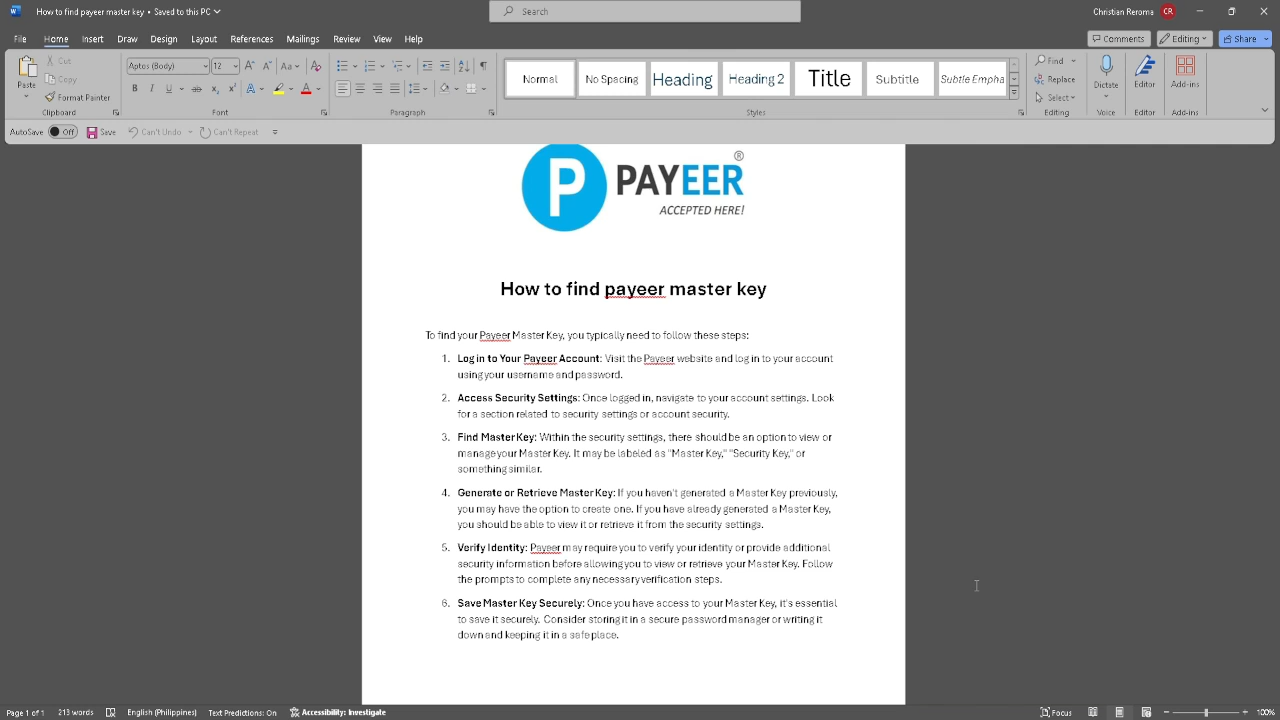 How to find payeer master key • Saved to this PC
Search
Christian Reroma CR
File Home Insert Draw Design Layout References Mailings Review View Help
Comments Editing Share
Paste Cut Copy Format Painter
Aptos (Body) 12
Normal No Spacing Heading Heading 2 Title Subtitle Subtle Empha
Find Replace Select
Dictate Editor Add-ins
Clipboard Font Paragraph Styles Editing Voice Editor Add-ins
AutoSave Off Save Can't Undo Can't Repeat
P PAYEER ®
ACCEPTED HERE!
How to find payeer master key
To find your Payeer Master Key, you typically need to follow these steps:
1. Log in to Your Payeer Account: Visit the Payeer website and log in to your account
using your username and password.
2. Access Security Settings: Once logged in, navigate to your account settings. Look
for a section related to security settings or account security.
3. Find Master Key: Within the security settings, there should be an option to view or
manage your Master Key. It may be labeled as "Master Key," "Security Key," or
something similar.
4. Generate or Retrieve Master Key: If you haven't generated a Master Key previously,
you may have the option to create one. If you have already generated a Master Key,
you should be able to view it or retrieve it from the security settings.
5. Verify Identity: Payeer may require you to verify your identity or provide additional
security information before allowing you to view or retrieve your Master Key. Follow
the prompts to complete any necessary verification steps.
6. Save Master Key Securely: Once you have access to your Master Key, it's essential
to save it securely. Consider storing it in a secure password manager or writing it
down and keeping it in a safe place.
Page 1 of 1 213 words English (Philippines) Text Predictions: On Accessibility: Investigate Focus 100%